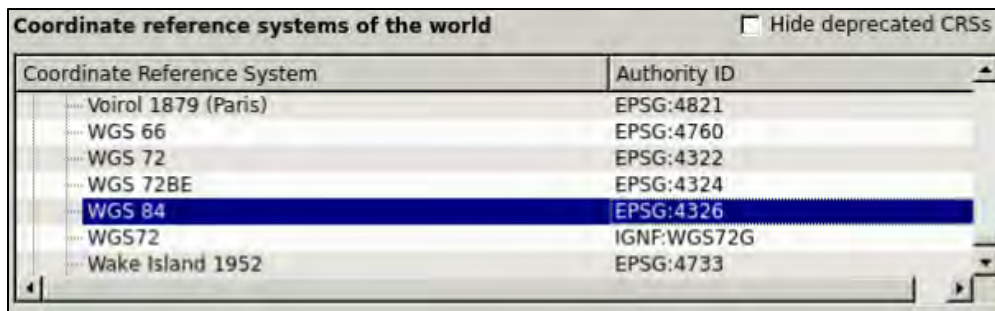 Coordinate reference systems of the world Hide deprecated CRSs
Coordinate Reference System Authority ID
Voirol 1879 (Paris) EPSG:4821
WGS 66 EPSG:4760
WGS 72 EPSG:4322
WGS 72BE EPSG:4324
WGS 84 EPSG:4326
WGS72 IGNF:WGS72G
Wake Island 1952 EPSG:4733